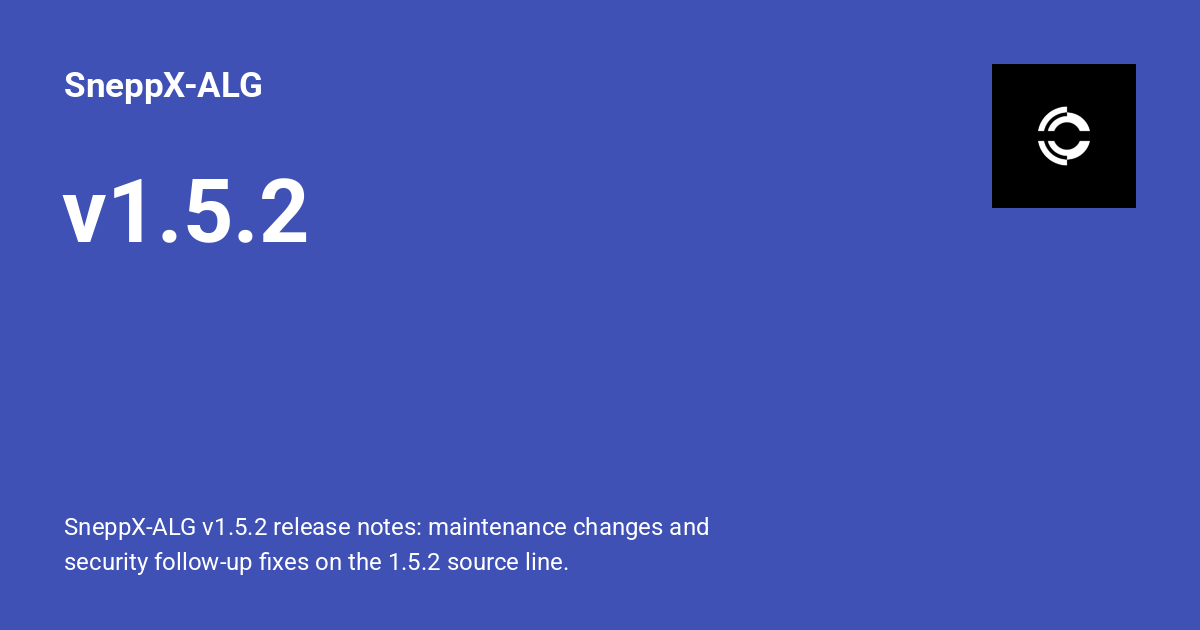 SneppX-ALG
v1.5.2
SneppX-ALG v1.5.2 release notes: maintenance changes and
security follow-up fixes on the 1.5.2 source line.